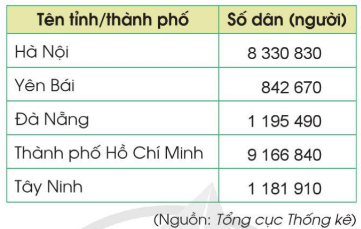 Tên tỉnh/thành phố Số dân (người)
Hà Nội 8 330 830
Yên Bái 842 670
Đà Nẵng 1 195 490
Thành phố Hồ Chí Minh 9 166 840
Tây Ninh 1 181 910
(Nguồn: Tổng cục Thống kê)